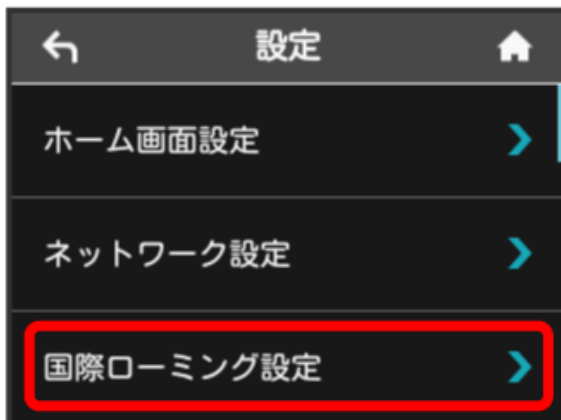 設定
ホーム画面設定
ネットワーク設定
国際ローミング設定